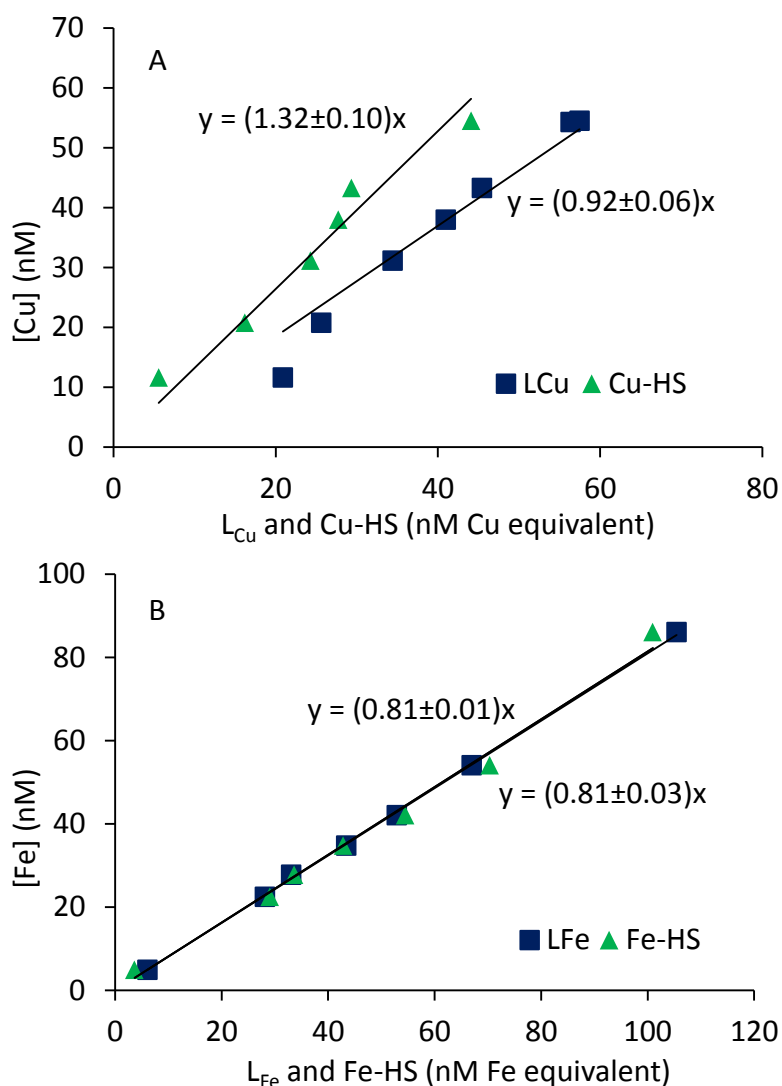 A
70
60
50
40
30
20
10
0
[Cu] (nM)
y = (1.32±0.10)x
y = (0.92±0.06)x
LCu Cu-HS
0 20 40 60 80
L_Cu and Cu-HS (nM Cu equivalent)
B
100
80
60
40
20
0
[Fe] (nM)
y = (0.81±0.01)x
y = (0.81±0.03)x
LFe Fe-HS
0 20 40 60 80 100 120
L_Fe and Fe-HS (nM Fe equivalent)